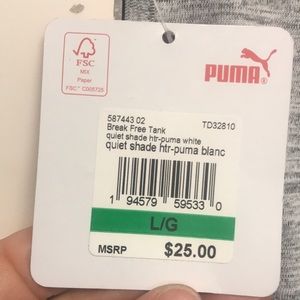 FSC
MIX
Paper
FSC™ C005725
PUMA®
587443 02
TD32810
Break Free Tank
quiet shade htr-puma white
quiet shade htr-puma blanc
1 94579 59533 0
L/G
MSRP $25.00